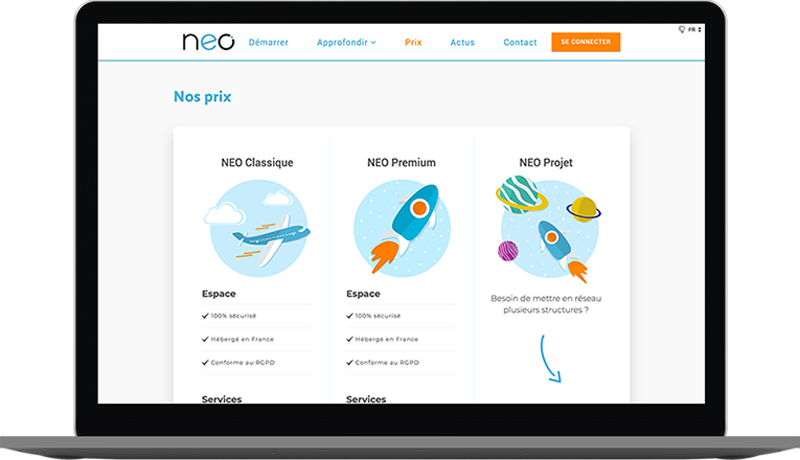 neo
Démarrer
Approfondir
Prix
Actus
Contact
SE CONNECTER
FR
Nos prix
NEO Classique
NEO Premium
NEO Projet
Espace
100% sécurisé
Hébergé en France
Conforme au RGPD
Services
Espace
100% sécurisé
Hébergé en France
Conforme au RGPD
Services
Besoin de mettre en réseau
plusieurs structures ?